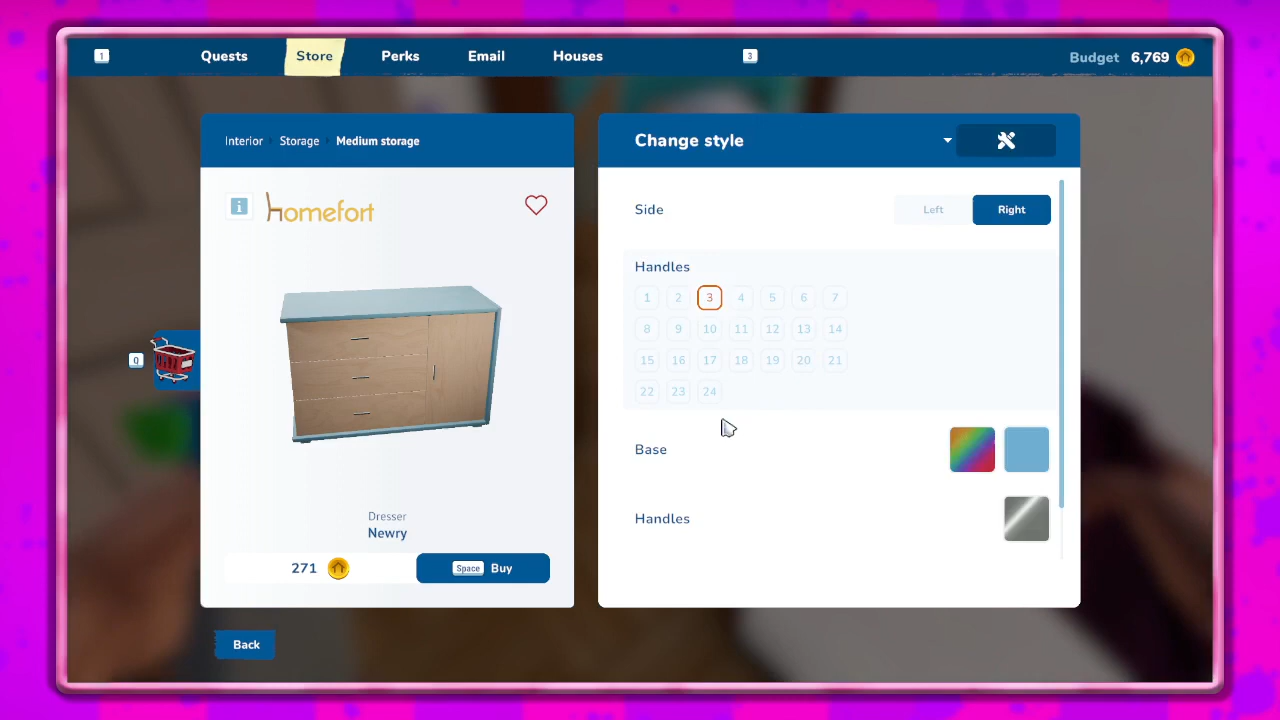 1 Quests Store Perks Email Houses 3 Budget 6,769
Interior Storage Medium storage
i homefort
Q
Dresser
Newry
271 Space Buy
Back
Change style
Side Left Right
Handles
1 2 3 4 5 6 7
8 9 10 11 12 13 14
15 16 17 18 19 20 21
22 23 24
Base
Handles